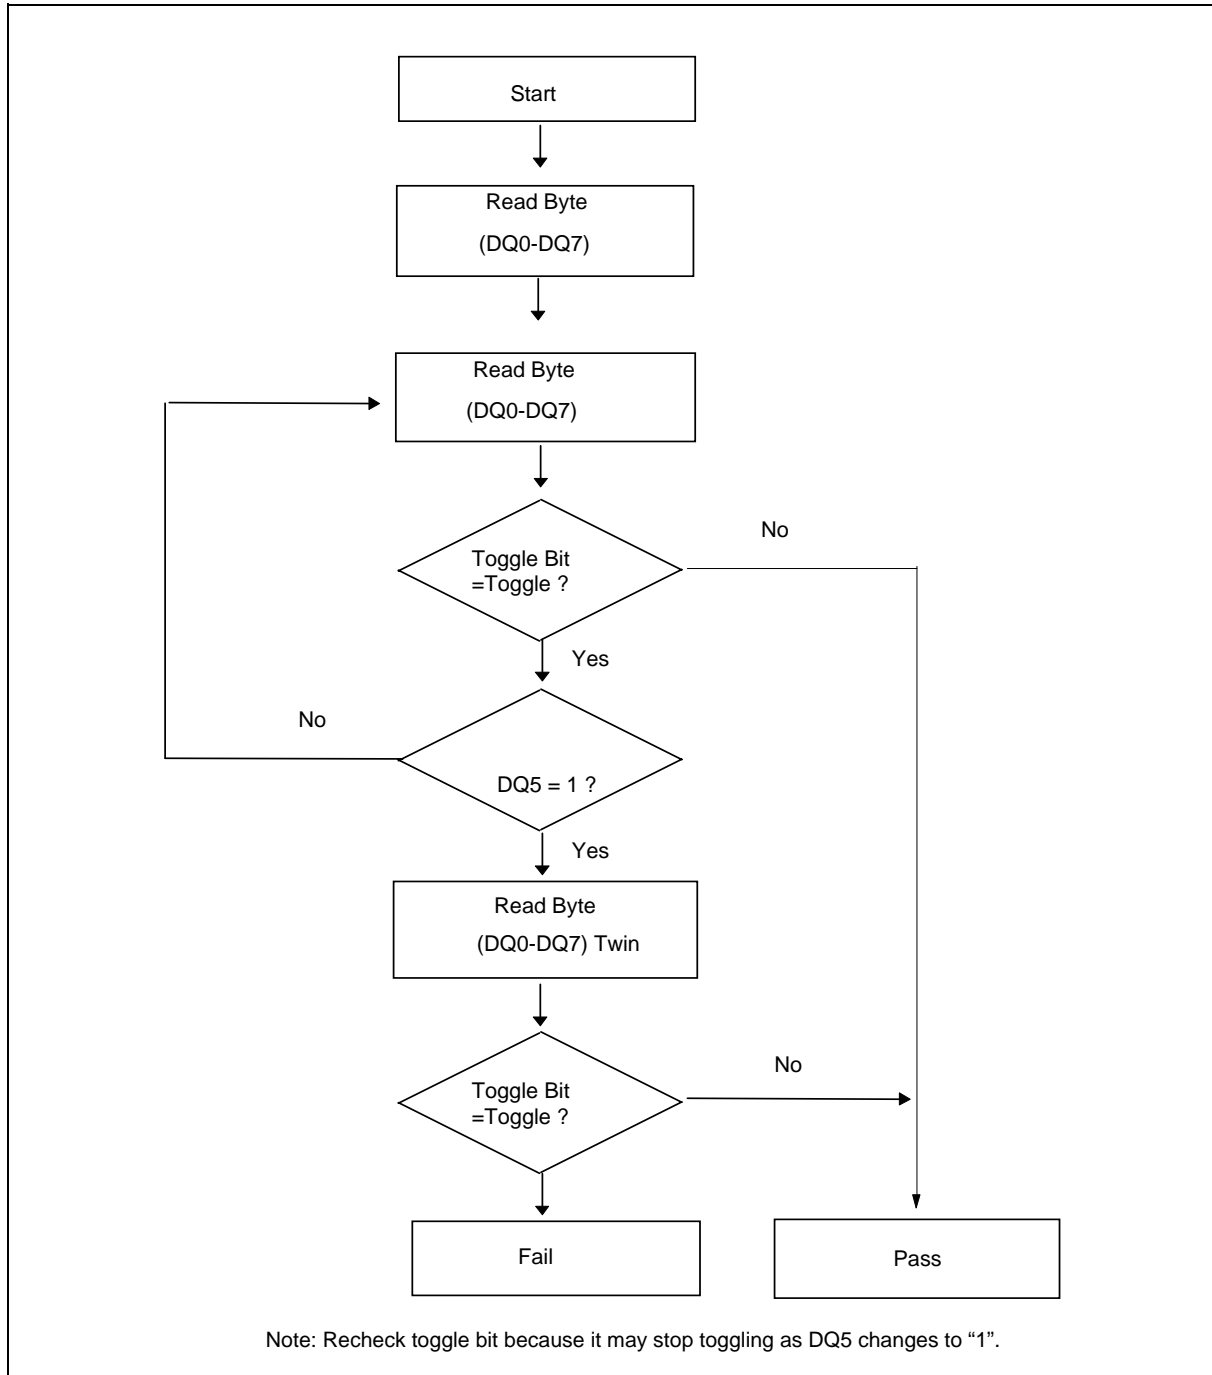 Start
Read Byte
(DQ0-DQ7)
Read Byte
(DQ0-DQ7)
No
Toggle Bit
=Toggle ?
Yes
No
DQ5 = 1 ?
Yes
Read Byte
(DQ0-DQ7) Twin
No
Toggle Bit
=Toggle ?
Fail
Pass
Note: Recheck toggle bit because it may stop toggling as DQ5 changes to “1”.